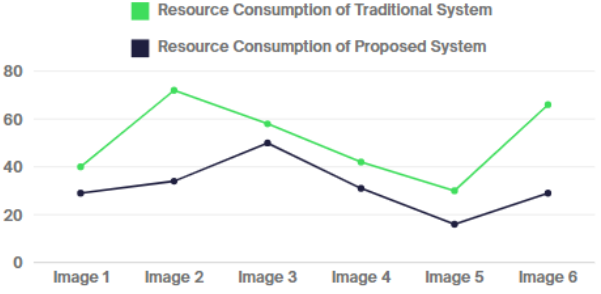 Resource Consumption of Traditional System
Resource Consumption of Proposed System
80
60
40
20
0
Image 1 Image 2 Image 3 Image 4 Image 5 Image 6